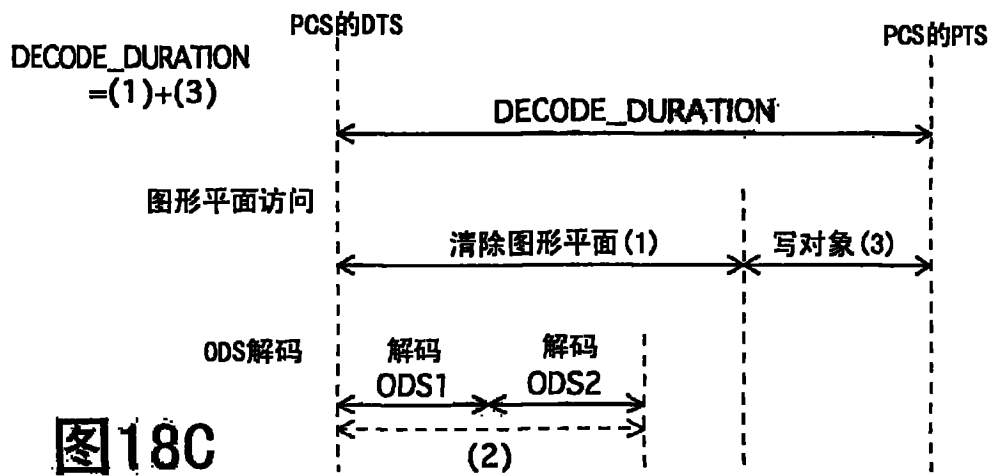 PCS的DTS
PCS的PTS
DECODE_DURATION
=(1)+(3)
DECODE_DURATION
图形平面访问
清除图形平面(1)
写对象(3)
ODS解码
解码
ODS1
解码
ODS2
(2)
图18C